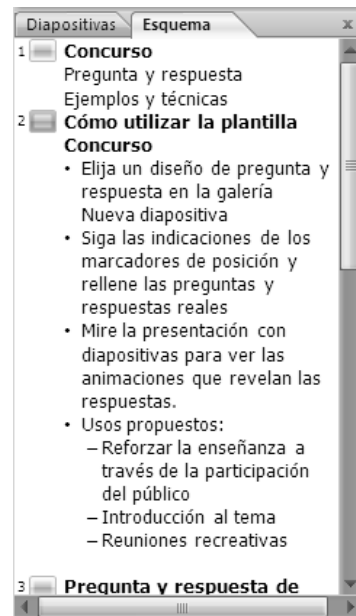 Diapositivas Esquema x
1 Concurso
Pregunta y respuesta
Ejemplos y técnicas
2 Cómo utilizar la plantilla
Concurso
• Elija un diseño de pregunta y
respuesta en la galería
Nueva diapositiva
• Siga las indicaciones de los
marcadores de posición y
rellene las preguntas y
respuestas reales
• Mire la presentación con
diapositivas para ver las
animaciones que revelan las
respuestas.
• Usos propuestos:
– Reforzar la enseñanza a
través de la participación
del público
– Introducción al tema
– Reuniones recreativas
3 Pregunta y respuesta de